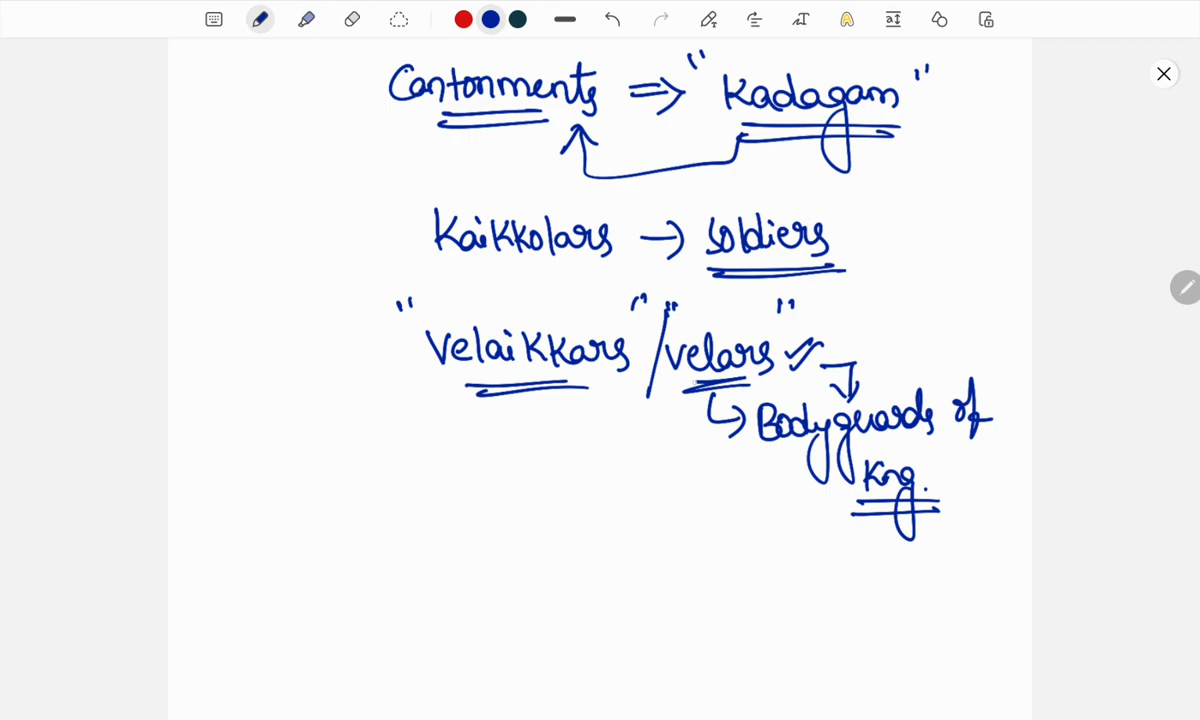 Cantonments => "Kadagam"
Kaikkolars → soldiers
"Velaikkars"/"velars" ✓
↳ Bodyguards of
King.